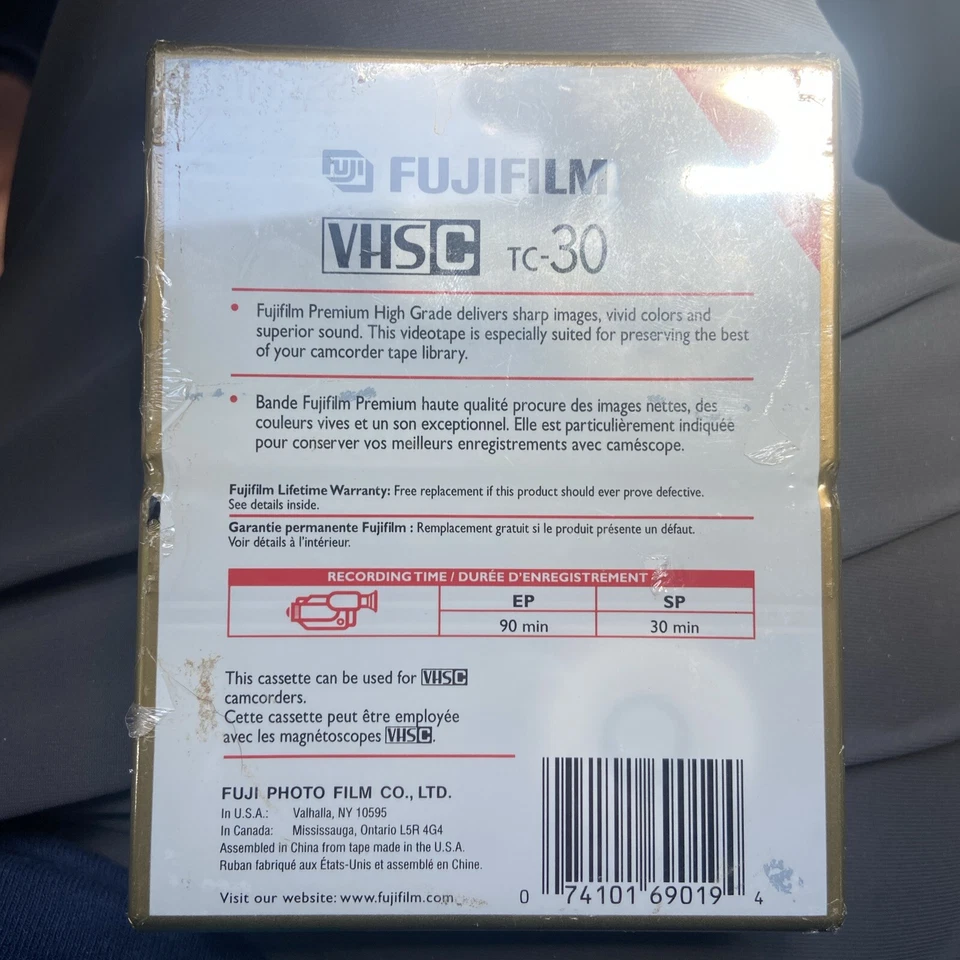 FUJI FUJIFILM
VHSC TC-30
• Fujifilm Premium High Grade delivers sharp images, vivid colors and
superior sound. This videotape is especially suited for preserving the best
of your camcorder tape library.
• Bande Fujifilm Premium haute qualité procure des images nettes, des
couleurs vives et un son exceptionnel. Elle est particulièrement indiquée
pour conserver vos meilleurs enregistrements avec caméscope.
Fujifilm Lifetime Warranty: Free replacement if this product should ever prove defective.
See details inside.
Garantie permanente Fujifilm : Remplacement gratuit si le produit présente un défaut.
Voir détails à l'intérieur.
RECORDING TIME / DURÉE D'ENREGISTREMENT
EP SP
90 min 30 min
This cassette can be used for VHSC
camcorders.
Cette cassette peut être employée
avec les magnétoscopes VHSC.
FUJI PHOTO FILM CO., LTD.
In U.S.A.: Valhalla, NY 10595
In Canada: Mississauga, Ontario L5R 4G4
Assembled in China from tape made in the U.S.A.
Ruban fabriqué aux États-Unis et assemblé en Chine.
Visit our website: www.fujifilm.com
0 74101 69019 4